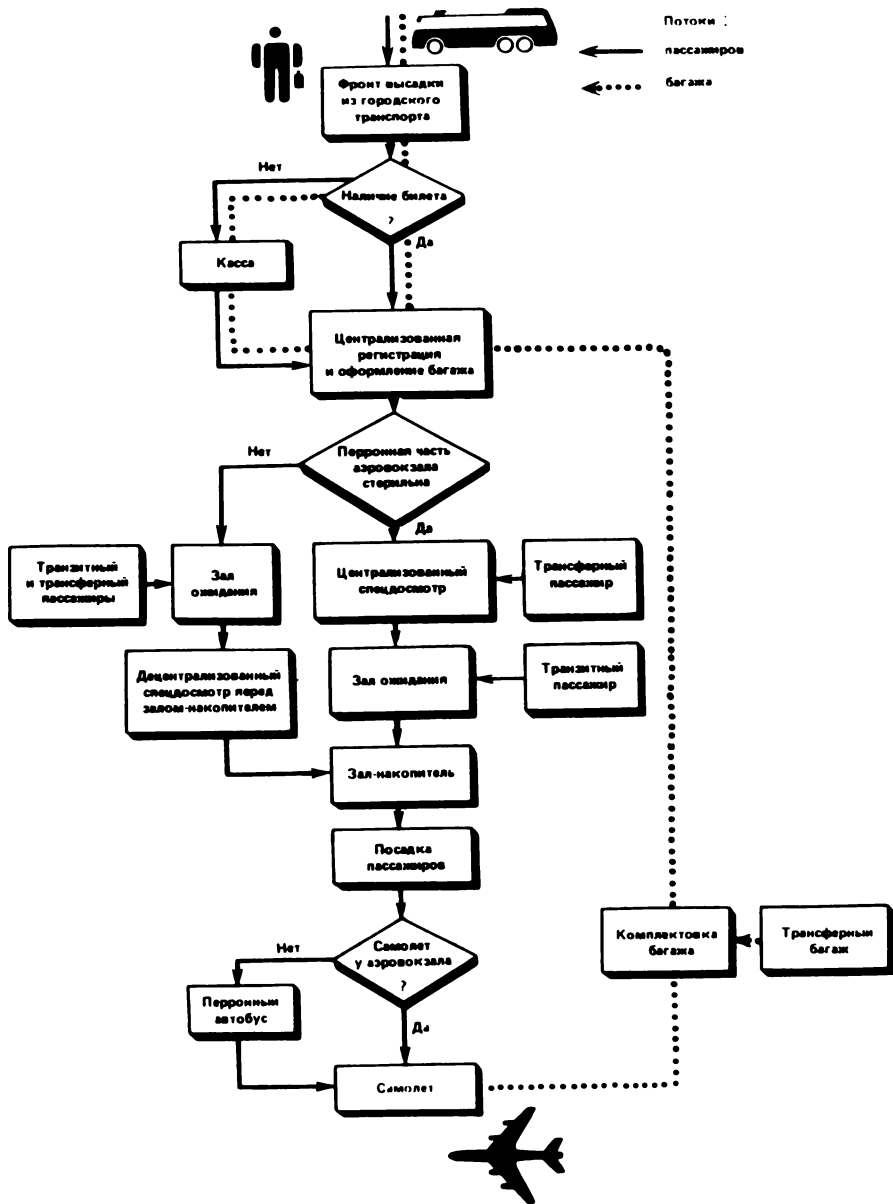 Потоки :
пассажиров
багажа
Фронт высадки
из городского
транспорта
Нет
Наличие билета
?
Да
Касса
Централизованная
регистрация
и оформление багажа
Нет
Перронная часть
аэровокзала
стерильна
Да
Транзитный
и трансферный
пассажиры
Зал
ожидания
Централизованный
спецдосмотр
Трансферный
пассажир
Децентрализованный
спецдосмотр перед
залом-накопителем
Зал ожидания
Транзитный
пассажир
Зал-накопитель
Посадка
пассажиров
Нет
Самолет
у аэровокзала
?
Комплектовка
багажа
Трансферный
багаж
Перронный
автобус
Да
Самолет